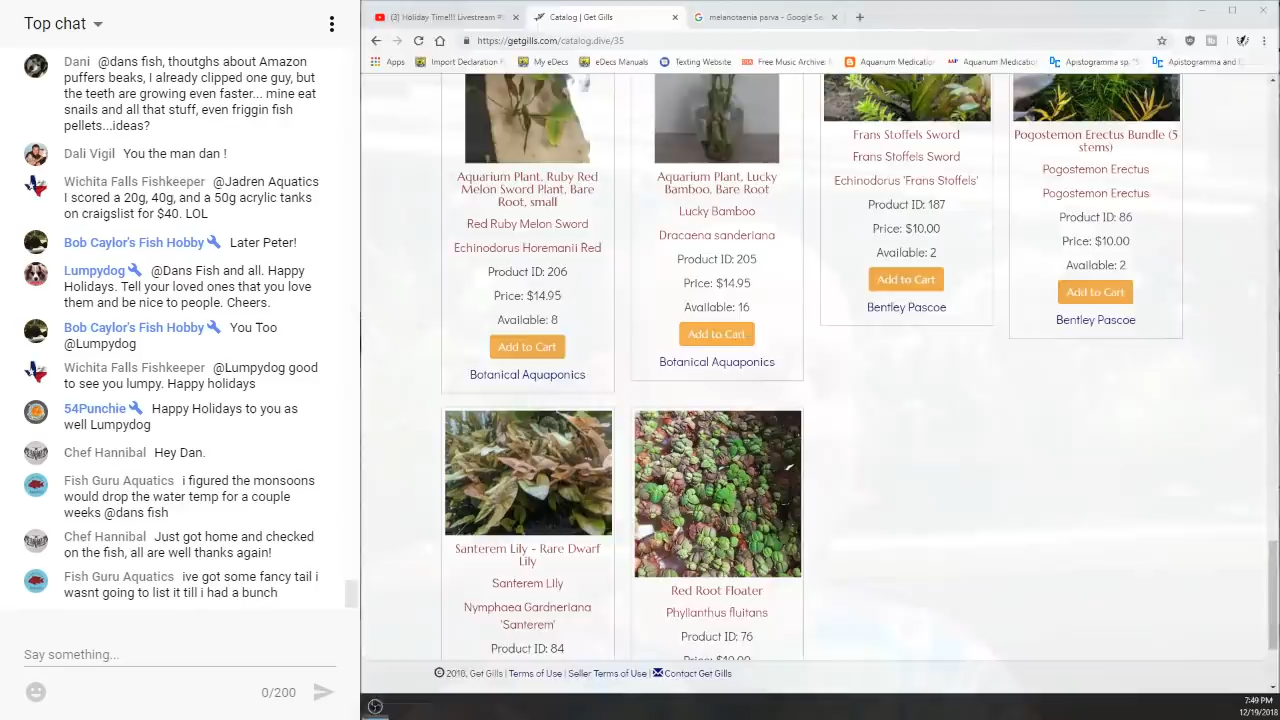 Top chat
Dani @dans fish, thoutghs about Amazon
puffers beaks, I already clipped one guy, but
the teeth are growing even faster... mine eat
snails and all that stuff, even friggin fish
pellets...ideas?
Dali Vigil You the man dan !
Wichita Falls Fishkeeper @Jadren Aquatics
I scored a 20g, 40g, and a 50g acrylic tanks
on craigslist for $40. LOL
Bob Caylor's Fish Hobby Later Peter!
Lumpydog @Dans Fish and all. Happy
Holidays. Tell your loved ones that you love
them and be nice to people. Cheers.
Bob Caylor's Fish Hobby You Too
@Lumpydog
Wichita Falls Fishkeeper @Lumpydog good
to see you lumpy. Happy holidays
54Punchie Happy Holidays to you as
well Lumpydog
Chef Hannibal Hey Dan.
Fish Guru Aquatics i figured the monsoons
would drop the water temp for a couple
weeks @dans fish
Chef Hannibal Just got home and checked
on the fish, all are well thanks again!
Fish Guru Aquatics ive got some fancy tail i
wasnt going to list it till i had a bunch
Say something...
0/200
(3) Holiday Time!!! Livestream
Catalog | Get Gills
melanotaenia parva - Google Se
https://getgills.com/catalog.dive/35
Apps
Import Declaration F
My eDecs
eDecs Manuals
Texting Website
Free Music Archive:
Aquarium Medicatio
Aquarium Medicatio
Apistogramma sp. "S
Apistogramma and D
Aquarium Plant, Ruby Red
Melon Sword Plant, Bare
Root, small
Red Ruby Melon Sword
Echinodorus Horemanii Red
Product ID: 206
Price: $14.95
Available: 8
Add to Cart
Botanical Aquaponics
Aquarium Plant, Lucky
Bamboo, Bare Root
Lucky Bamboo
Dracaena sanderiana
Product ID: 205
Price: $14.95
Available: 16
Add to Cart
Botanical Aquaponics
Frans Stoffels Sword
Frans Stoffels Sword
Echinodorus 'Frans Stoffels'
Product ID: 187
Price: $10.00
Available: 2
Add to Cart
Bentley Pascoe
Pogostemon Erectus Bundle (5
stems)
Pogostemon Erectus
Pogostemon Erectus
Product ID: 86
Price: $10.00
Available: 2
Add to Cart
Bentley Pascoe
Santerem Lily - Rare Dwarf
Lily
Santerem LIly
Nymphaea Gardneriana
'Santerem'
Product ID: 84
Red Root Floater
Phyllanthus fluitans
Product ID: 76
Price: $10.00
© 2018, Get Gills | Terms of Use | Seller Terms of Use | Contact Get Gills
7:49 PM
12/19/2018